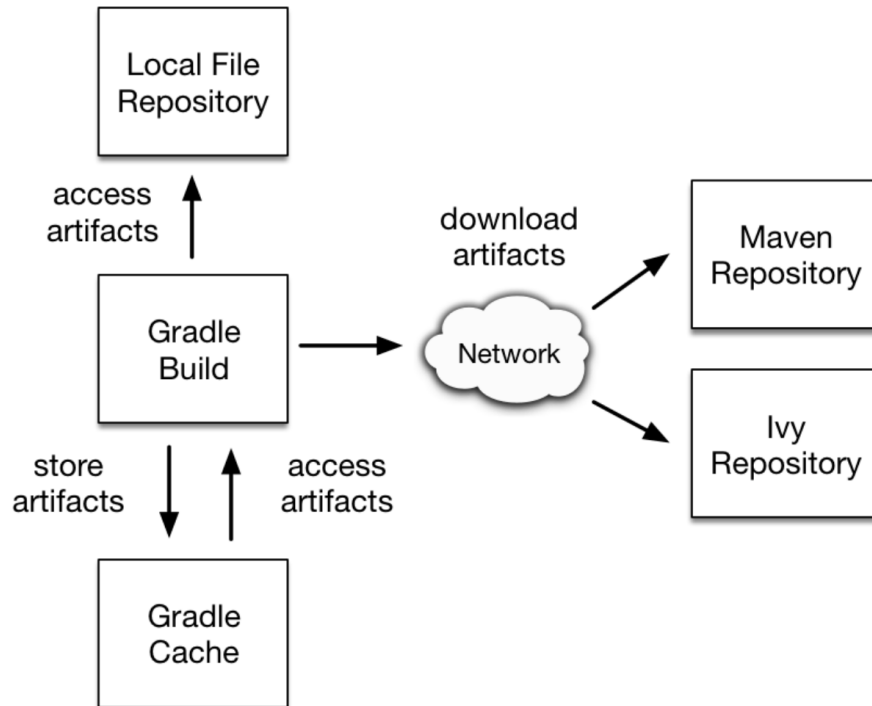 Local File
Repository
access
artifacts
download
artifacts
Maven
Repository
Gradle
Build
Network
Ivy
Repository
store
artifacts
access
artifacts
Gradle
Cache